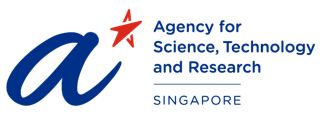 a
Agency for
Science, Technology
and Research
SINGAPORE